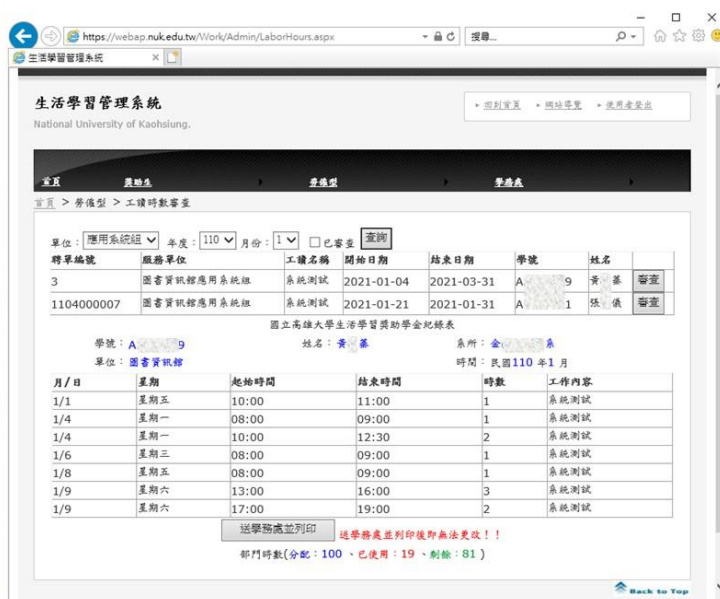 https://webap.nuk.edu.tw/Work/Admin/LaborHours.aspx
搜尋...
生活學習管理系統
生活學習管理系統
National University of Kaohsiung.
回到首頁 網站導覽 使用者登出
首頁 獎助生 勞僱型 學務處
首頁 > 勞僱型 > 工讀時數審查
單位：應用系統組 年度：110 月份：1 已審查 查詢
聘單編號 服務單位 工讀名稱 開始日期 結束日期 學號 姓名
3 圖書資訊館應用系統組 系統測試 2021-01-04 2021-03-31 A 9 黃 蓁 審查
1104000007 圖書資訊館應用系統組 系統測試 2021-01-21 2021-01-31 A 1 張 儀 審查
國立高雄大學生活學習獎助學金紀錄表
學號：A 9 姓名：黃 蓁 系所：金 系
單位：圖書資訊館 時間：民國110 年1 月
月/日 星期 起始時間 結束時間 時數 工作內容
1/1 星期五 10:00 11:00 1 系統測試
1/4 星期一 08:00 09:00 1 系統測試
1/4 星期一 10:00 12:30 2 系統測試
1/6 星期三 08:00 09:00 1 系統測試
1/8 星期五 08:00 09:00 1 系統測試
1/9 星期六 13:00 16:00 3 系統測試
1/9 星期六 17:00 19:00 2 系統測試
送學務處並列印 送學務處並列印後即無法更改！！
部門時數(分配：100 、已使用：19 、剩餘：81 )
Back to Top